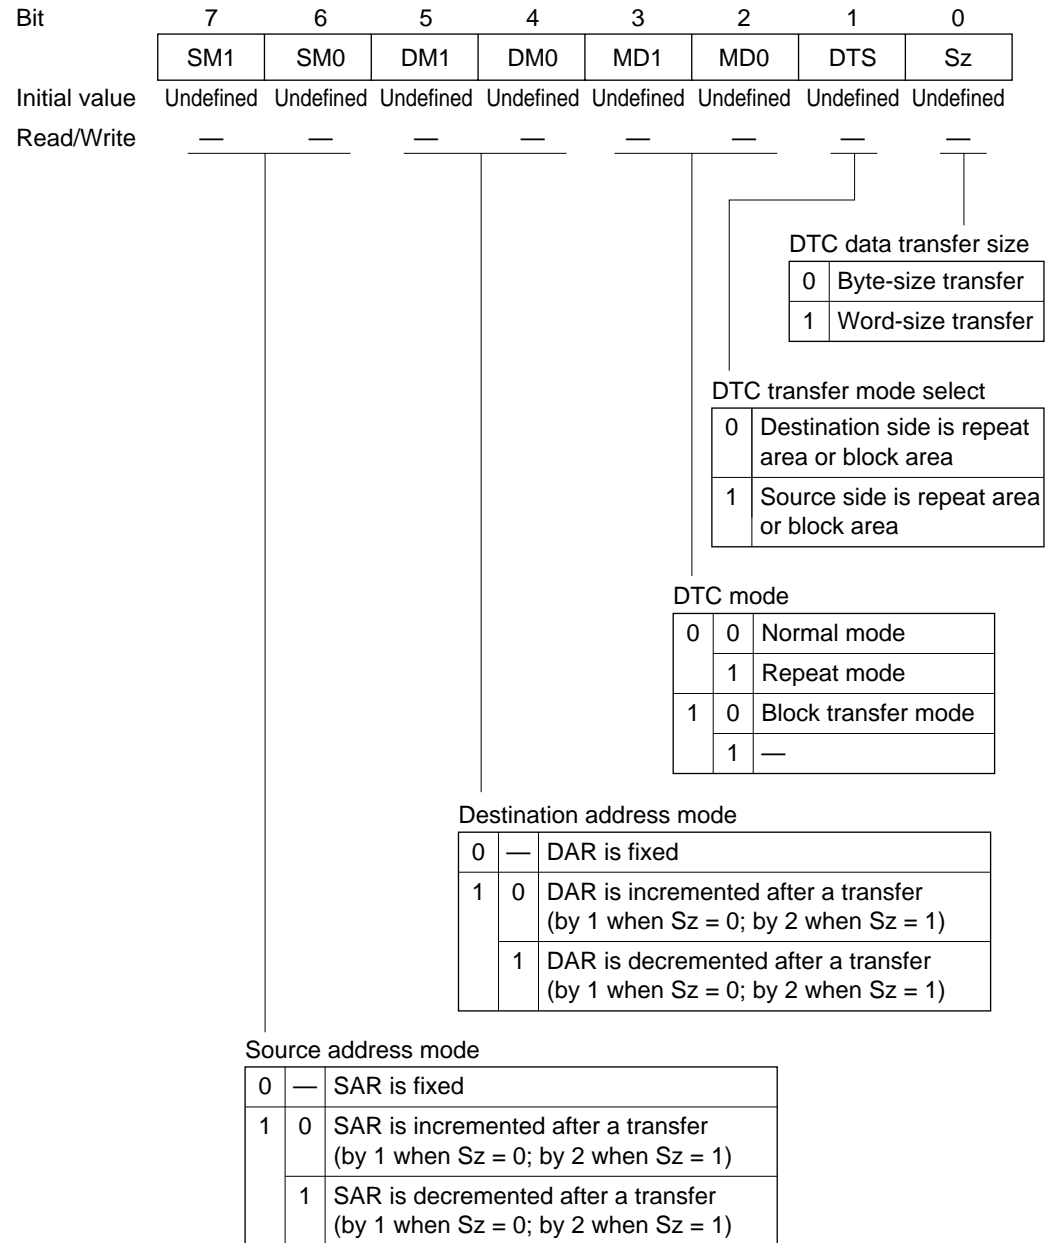 Bit 7 6 5 4 3 2 1 0
SM1 SM0 DM1 DM0 MD1 MD0 DTS Sz
Initial value Undefined Undefined Undefined Undefined Undefined Undefined Undefined Undefined
Read/Write — — — — — — — —
DTC data transfer size
0 Byte-size transfer
1 Word-size transfer
DTC transfer mode select
0 Destination side is repeat
area or block area
1 Source side is repeat area
or block area
DTC mode
0 0 Normal mode
1 Repeat mode
1 0 Block transfer mode
1 —
Destination address mode
0 — DAR is fixed
1 0 DAR is incremented after a transfer
(by 1 when Sz = 0; by 2 when Sz = 1)
1 DAR is decremented after a transfer
(by 1 when Sz = 0; by 2 when Sz = 1)
Source address mode
0 — SAR is fixed
1 0 SAR is incremented after a transfer
(by 1 when Sz = 0; by 2 when Sz = 1)
1 SAR is decremented after a transfer
(by 1 when Sz = 0; by 2 when Sz = 1)